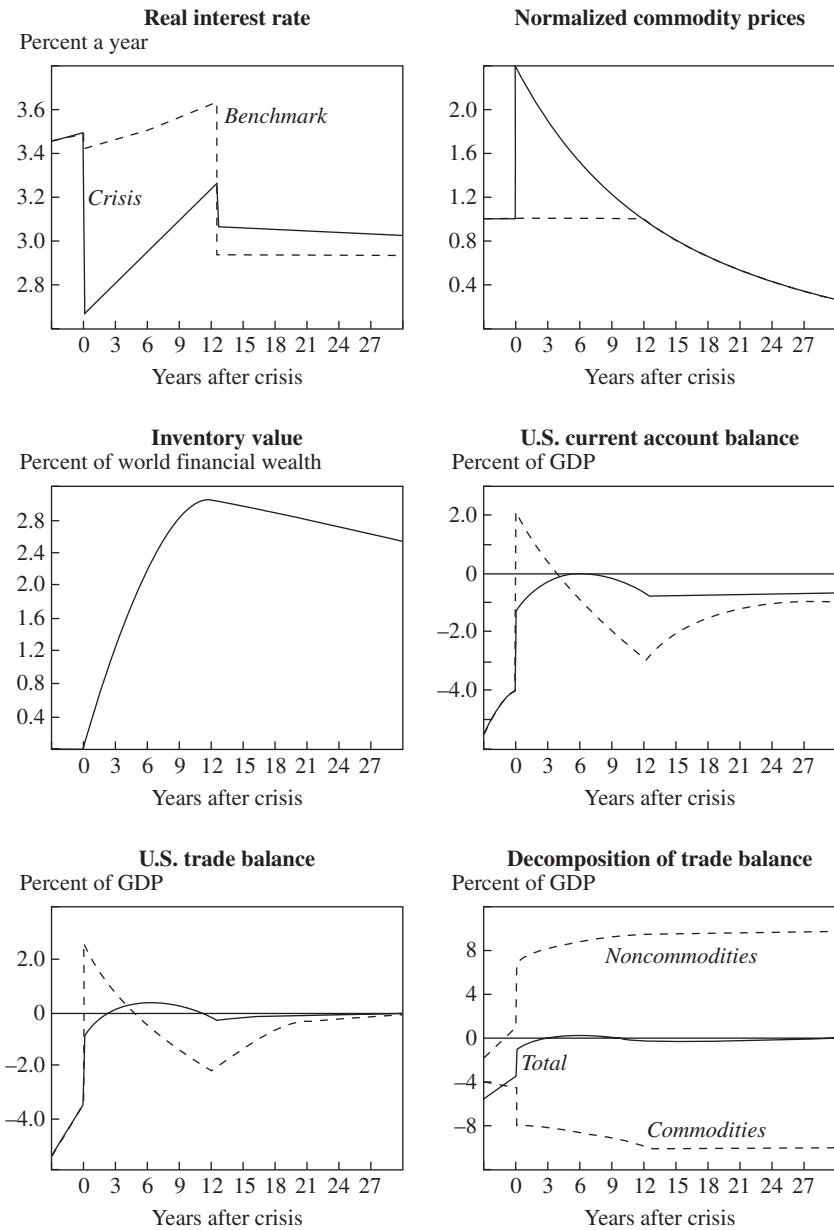 Real interest rate
Percent a year
3.6
3.4
3.2
3.0
2.8
Benchmark
Crisis
0 3 6 9 12 15 18 21 24 27
Years after crisis
Normalized commodity prices
2.0
1.6
1.2
0.8
0.4
0 3 6 9 12 15 18 21 24 27
Years after crisis
Inventory value
Percent of world financial wealth
2.8
2.4
2.0
1.6
1.2
0.8
0.4
0 3 6 9 12 15 18 21 24 27
Years after crisis
U.S. current account balance
Percent of GDP
2.0
0
–2.0
–4.0
0 3 6 9 12 15 18 21 24 27
Years after crisis
U.S. trade balance
Percent of GDP
2.0
0
–2.0
–4.0
0 3 6 9 12 15 18 21 24 27
Years after crisis
Decomposition of trade balance
Percent of GDP
8
4
0
–4
–8
Noncommodities
Total
Commodities
0 3 6 9 12 15 18 21 24 27
Years after crisis